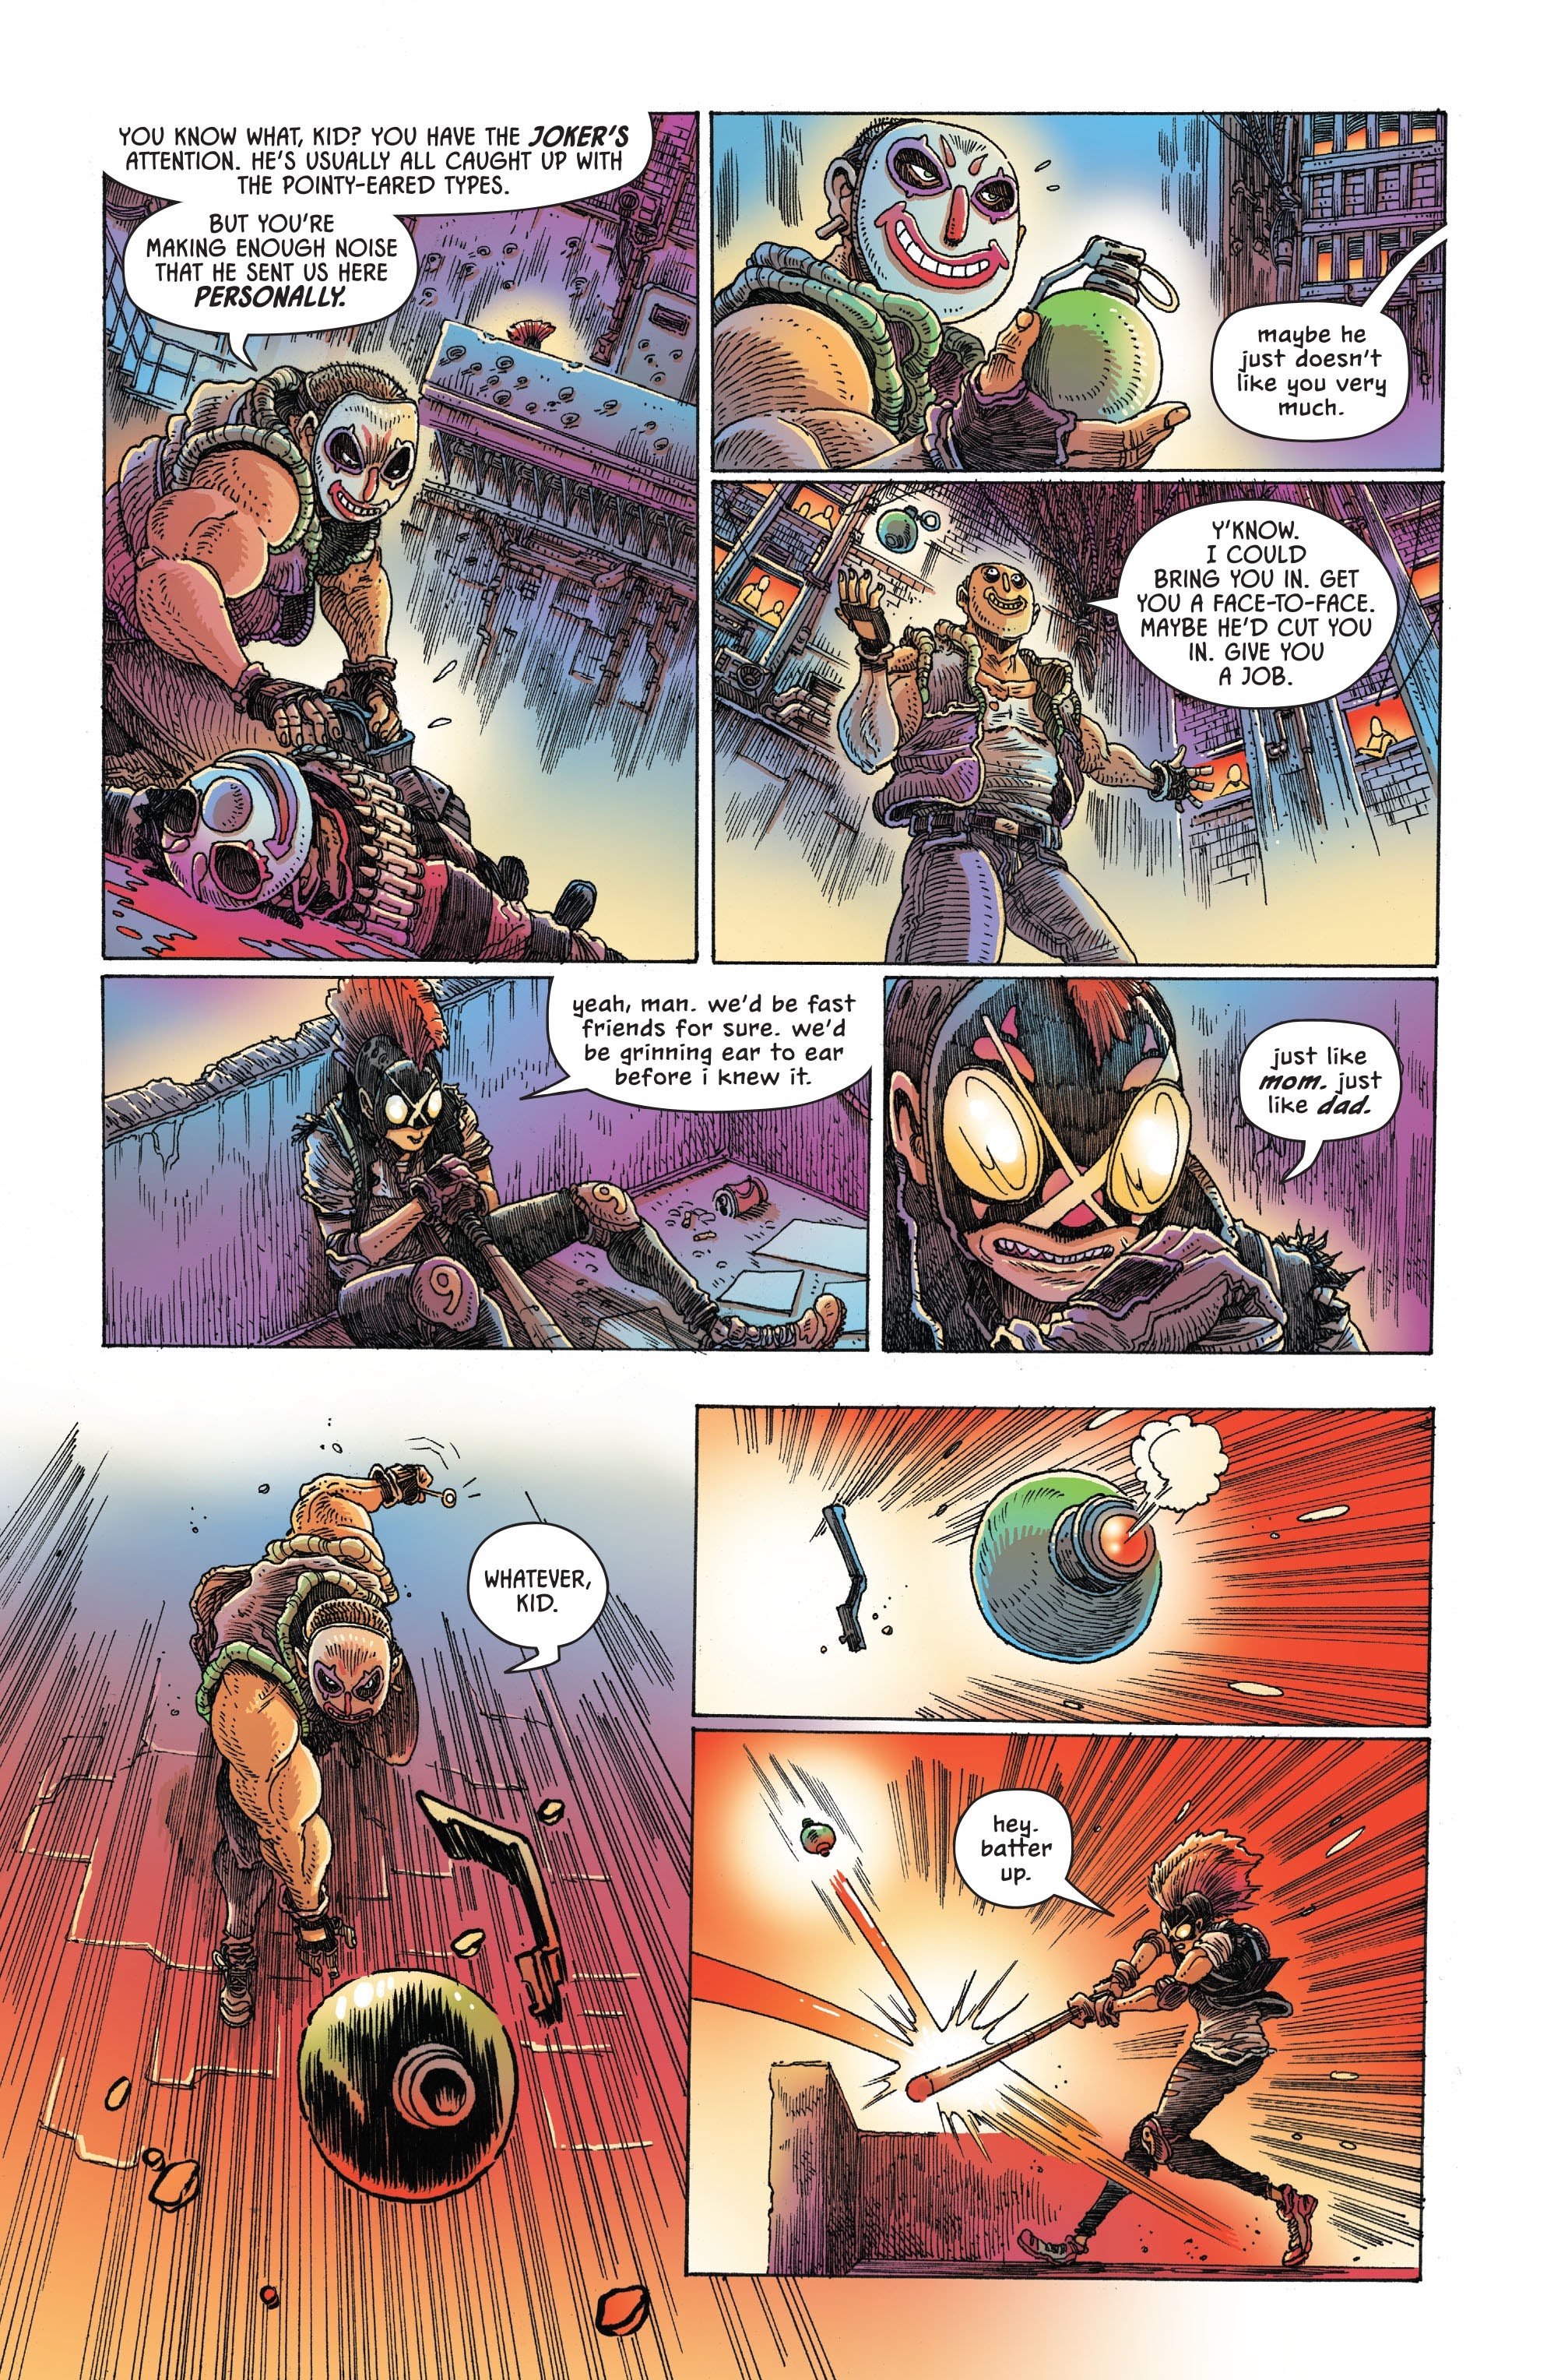 YOU KNOW WHAT, KID? YOU HAVE THE JOKER'S
ATTENTION. HE'S USUALLY ALL CAUGHT UP WITH
THE POINTY-EARED TYPES.
BUT YOU'RE
MAKING ENOUGH NOISE
THAT HE SENT US HERE
PERSONALLY.
maybe he
just doesn't
like you very
much.
Y'KNOW.
I COULD
BRING YOU IN. GET
YOU A FACE-TO-FACE.
MAYBE HE'D CUT YOU
IN. GIVE YOU
A JOB.
yeah, man. we'd be fast
friends for sure. we'd
be grinning ear to ear
before i knew it.
9
9
just like
mom. just
like dad.
WHATEVER,
KID.
hey.
batter
up.